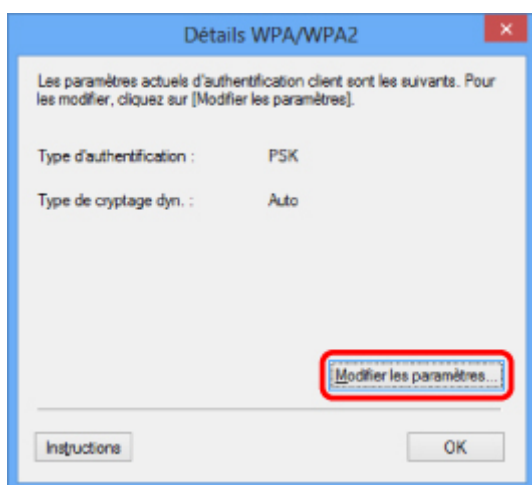 Détails WPA/WPA2
Les paramètres actuels d'authentification client sont les suivants. Pour
les modifier, cliquez sur [Modifier les paramètres].
Type d'authentification : PSK
Type de cryptage dyn. : Auto
Modifier les paramètres...
Instructions
OK